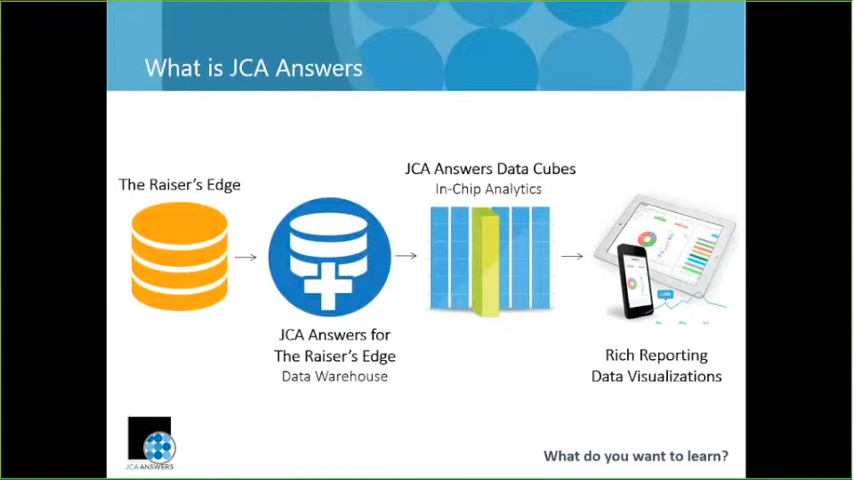 What is JCA Answers
The Raiser's Edge
JCA Answers for
The Raiser's Edge
Data Warehouse
JCA Answers Data Cubes
In-Chip Analytics
Rich Reporting
Data Visualizations
JCA ANSWERS
What do you want to learn?